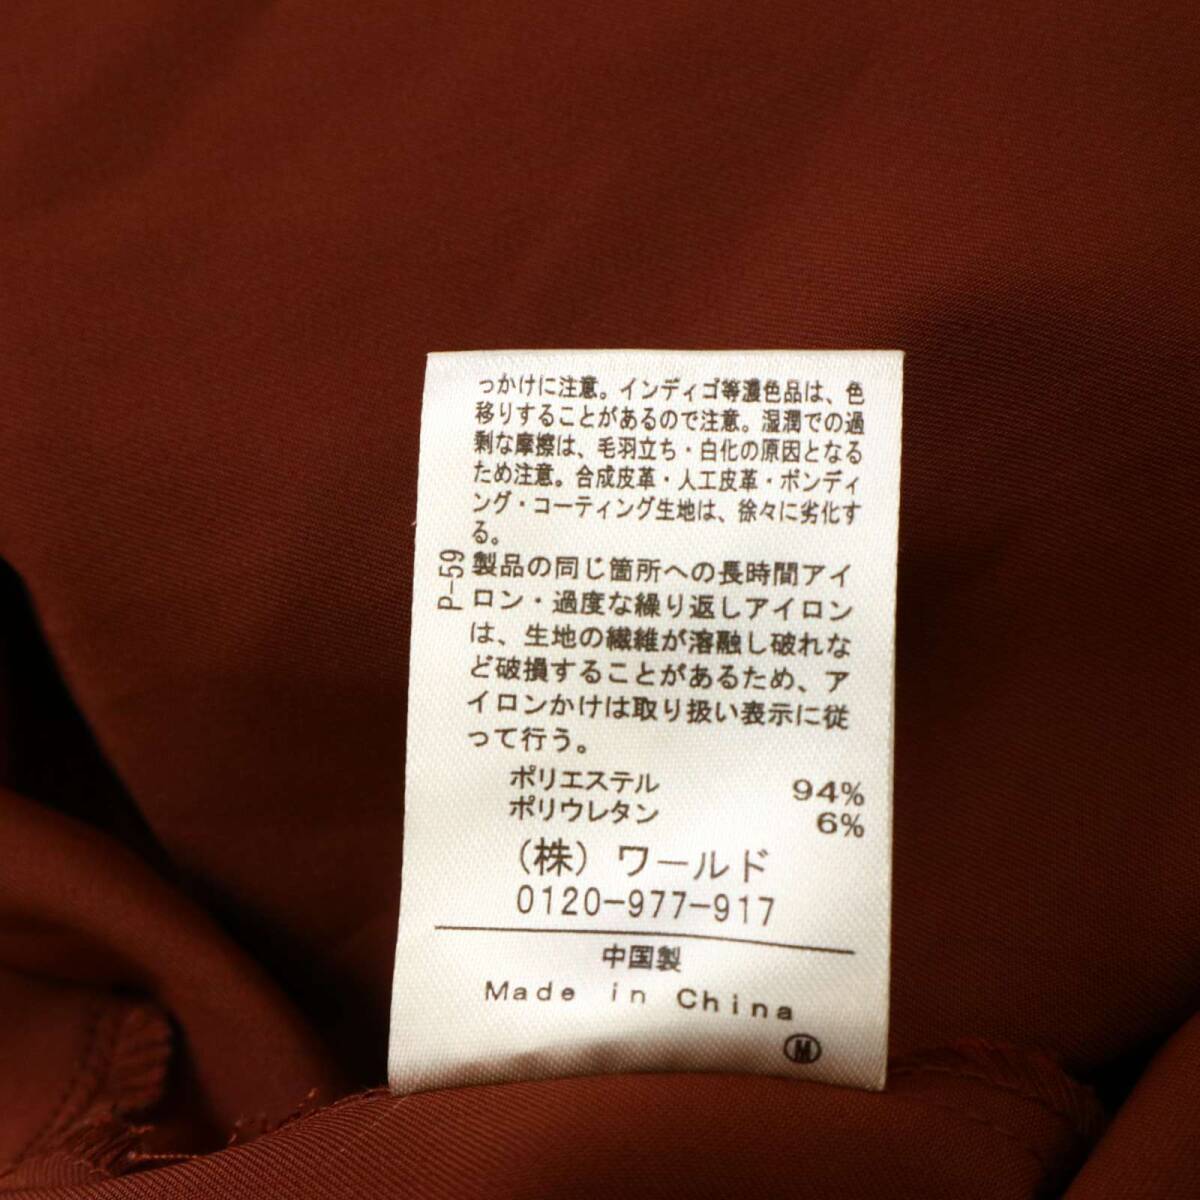 っかけに注意。インディゴ等濃色品は、色
移りすることがあるので注意。湿潤での過
剰な摩擦は、毛羽立ち・白化の原因となる
ため注意。合成皮革・人工皮革・ボンディ
ング・コーティング生地は、徐々に劣化す
る。
P-59
製品の同じ箇所への長時間アイ
ロン・過度な繰り返しアイロン
は、生地の繊維が溶融し破れな
ど破損することがあるため、ア
イロンかけは取り扱い表示に従
って行う。
ポリエステル 94%
ポリウレタン 6%
(株) ワールド
0120-977-917
中国製
Made in China
Ⓜ